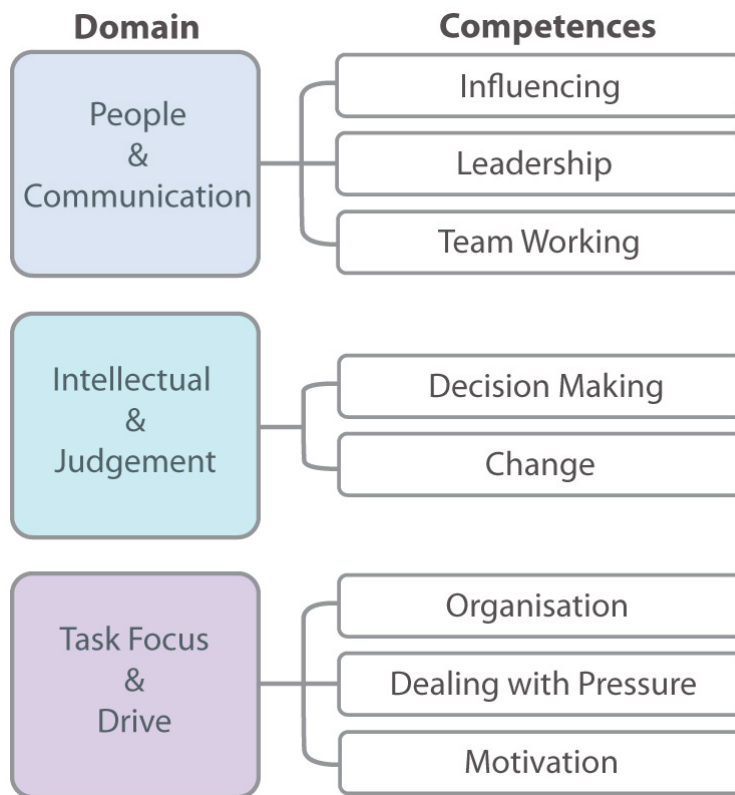 Domain
Competences
People
&
Communication
Influencing
Leadership
Team Working
Intellectual
&
Judgement
Decision Making
Change
Task Focus
&
Drive
Organisation
Dealing with Pressure
Motivation